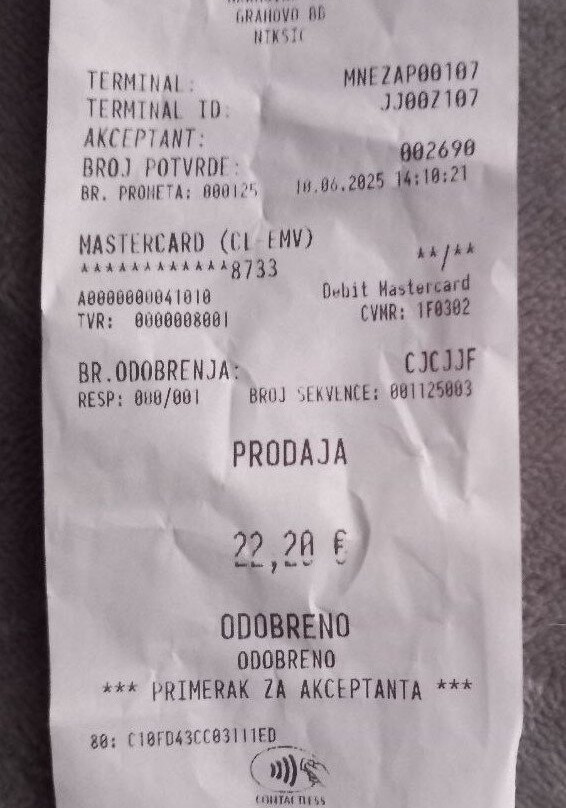 GRAHOVO BB
NIKSIC
TERMINAL: MNEZAP00107
TERMINAL ID: JJ00Z107
AKCEPTANT:
BROJ POTVRDE: 002690
BR. PROMETA: 000125 10.06.2025 14:10:21
MASTERCARD (CL EMV) **/**
************8733
A0000000041010 Debit Mastercard
TVR: 0000008001 CVMR: 1F0302
BR.ODOBRENJA: CJCJJF
RESP: 000/001 BROJ SEKVENCE: 001125003
PRODAJA
22,20 €
ODOBRENO
ODOBRENO
*** PRIMERAK ZA AKCEPTANTA ***
80: C10FD43CC03111ED
CONTACTLESS